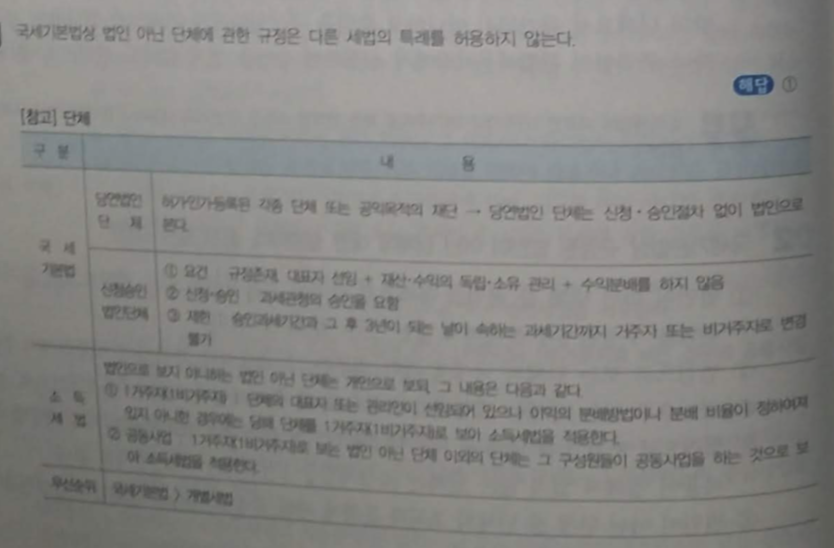 국세기본법상 법인 아닌 단체에 관한 규정은 다른 세법의 특례를 허용하지 않는다.
해답 ①
[참고] 단체
구 분 내 용
당연법인 단 체 허가·인가·등록된 각종 단체 또는 공익목적의 재단 → 당연법인 단체는 신청·승인절차 없이 법인으로
본다.
국 세 기본법
신청승인 법인단체 ① 요건 : 규정존재, 대표자 선임 + 재산·수익의 독립·소유 관리 + 수익분배를 하지 않음
② 신청·승인 : 과세관청의 승인을 요함
③ 제한 : 승인과세기간과 그 후 3년이 되는 날이 속하는 과세기간까지 거주자 또는 비거주자로 변경
불가
소 득 세 법 법인으로 보지 아니하는 법인 아닌 단체는 개인으로 보되, 그 내용은 다음과 같다.
① 1거주자(1비거주자) : 단체의 대표자 또는 관리인이 선임되어 있으나 이익의 분배방법이나 분배 비율이 정하여져
있지 아니한 경우에는 당해 단체를 1거주자(1비거주자)로 보아 소득세법을 적용한다.
② 공동사업 : 1거주자(1비거주자)로 보는 법인 아닌 단체 이외의 단체는 그 구성원들이 공동사업을 하는 것으로 보
아 소득세법을 적용한다.
우선순위 국세기본법 > 개별세법